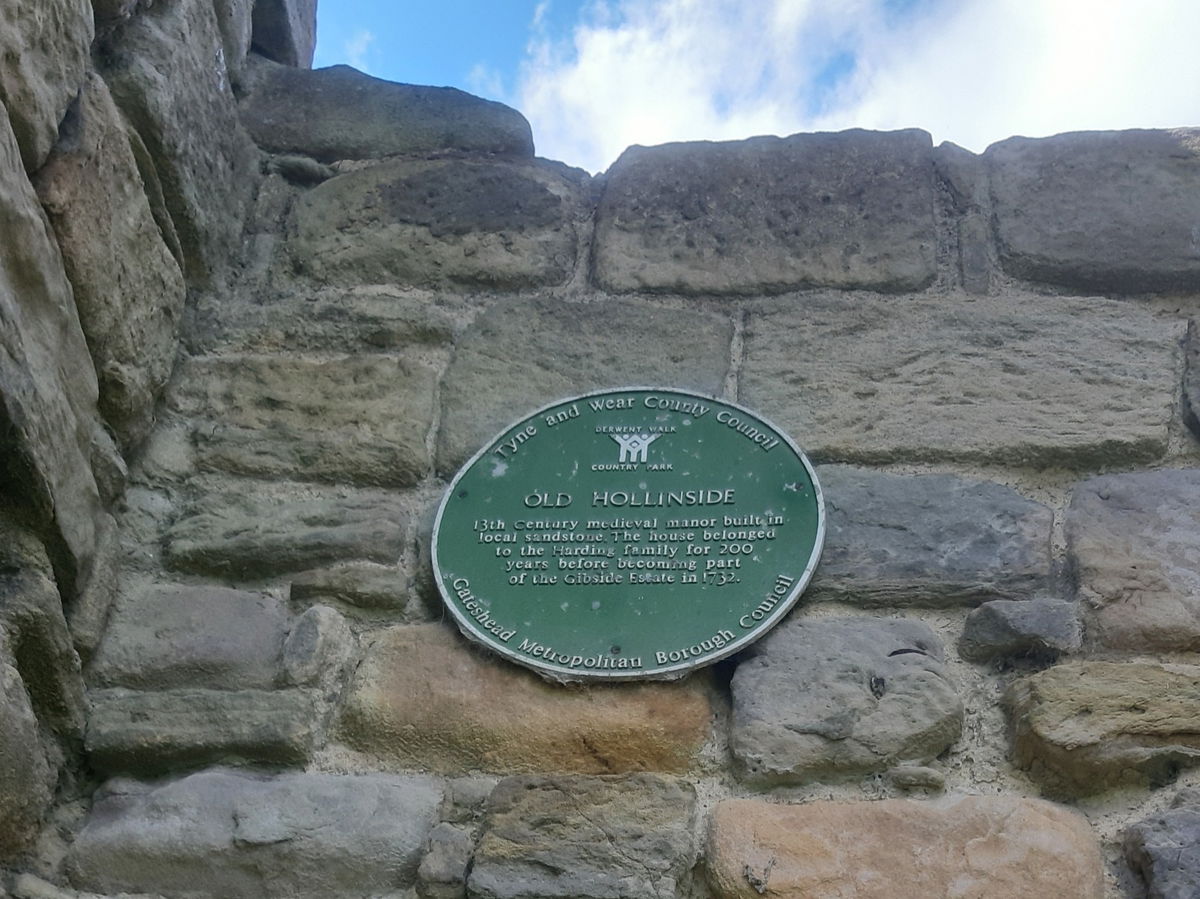 Tyne and Wear County Council
DERWENT WALK
COUNTRY PARK
OLD HOLLINSIDE
13th Century medieval manor built in
local sandstone. The house belonged
to the Harding family for 200
years before becoming part
of the Gibside Estate in 1732.
Gateshead Metropolitan Borough Council